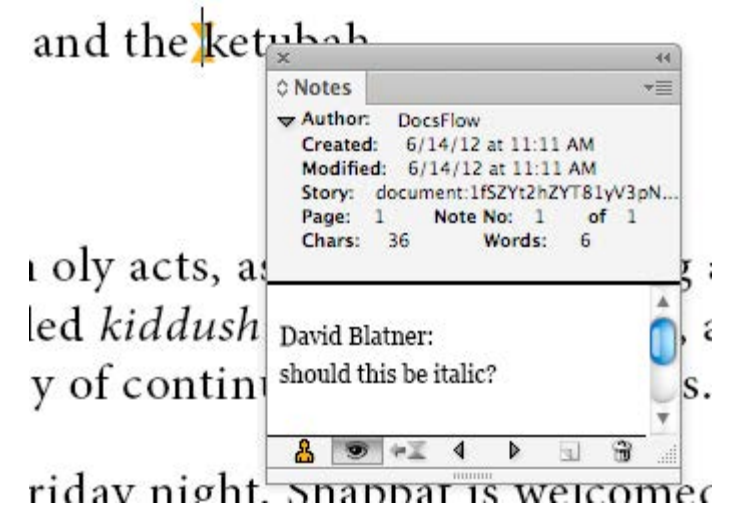 and the ketubah
Notes
Author: DocsFlow
Created: 6/14/12 at 11:11 AM
Modified: 6/14/12 at 11:11 AM
Story: document:1fSZYt2hZYT81yV3pN...
Page: 1 Note No: 1 of 1
Chars: 36 Words: 6
oly acts, as
led kiddush
David Blatner:
should this be italic?
y of contin
s.
riday night, Shabbat is welcomed